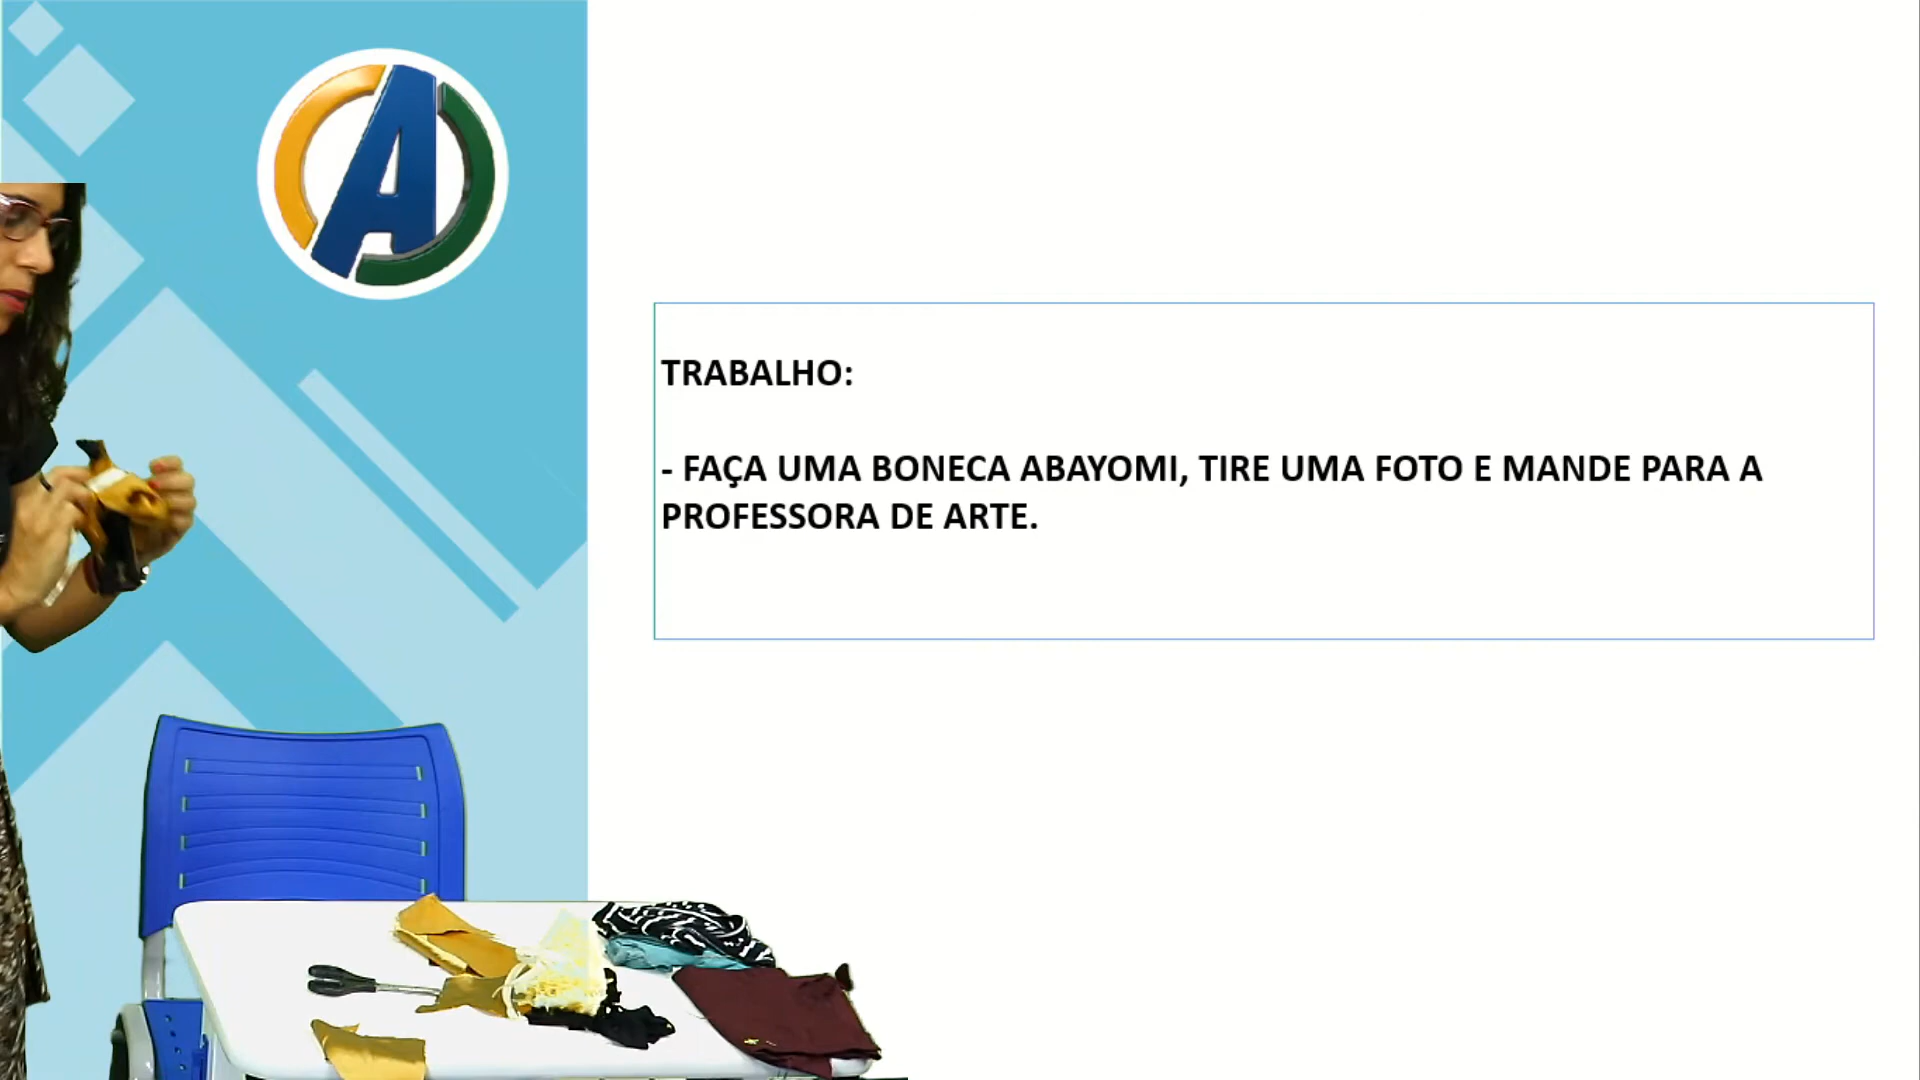 A
TRABALHO:
- FAÇA UMA BONECA ABAYOMI, TIRE UMA FOTO E MANDE PARA A
PROFESSORA DE ARTE.